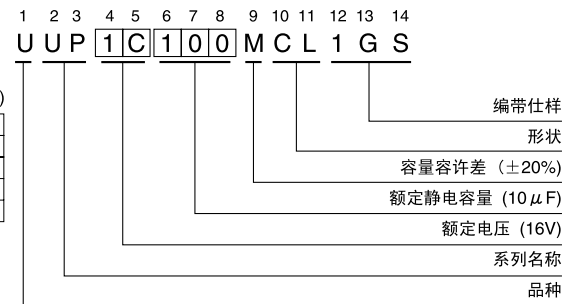 1 2 3 4 5 6 7 8 9 10 11 12 13 14
U U P 1 C 1 0 0 M C L 1 G S
)
编带仕样
形状
容量容许差 (±20%)
额定静电容量 (10μF)
额定电压 (16V)
系列名称
品种